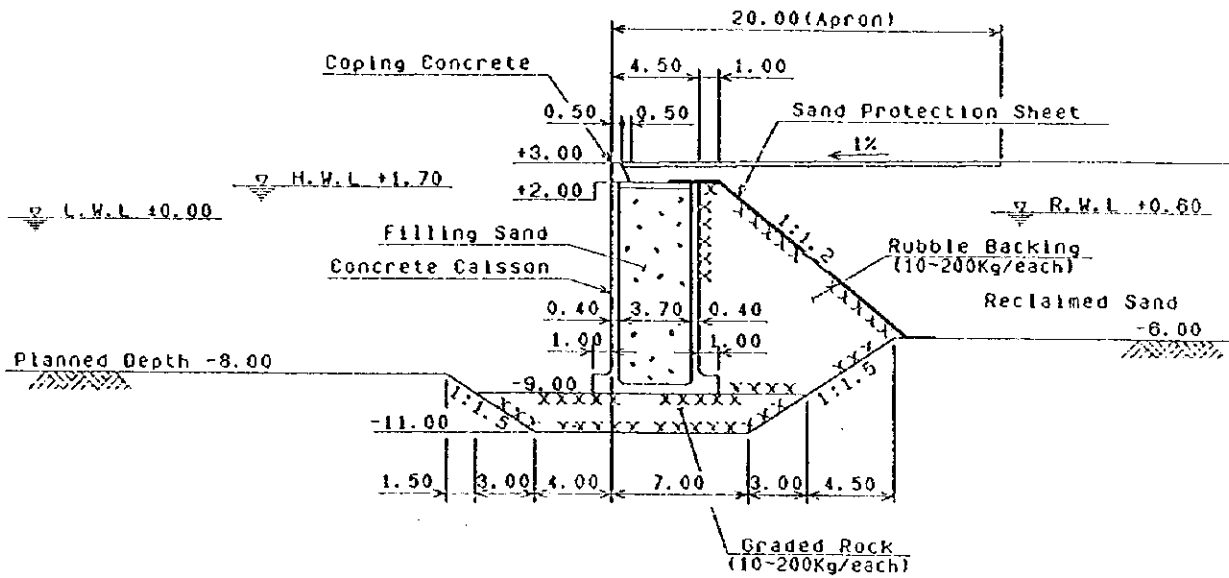 20.00(Apron)
Coping Concrete
4.50
1.00
0.50
0.50
Sand Protection Sheet
+3.00
1%
H.W.L +1.70
+2.00
L.W.L ±0.00
R.W.L +0.60
1:1.2
Filling Sand
Rubble Backing
(10~200Kg/each)
Concrete Caisson
Reclaimed Sand
0.40
3.70
0.40
-6.00
1.00
1.00
Planned Depth -8.00
-9.00
1:1.5
1:1.5
-11.00
1.50
3.00
4.00
7.00
3.00
4.50
Graded Rock
(10~200Kg/each)